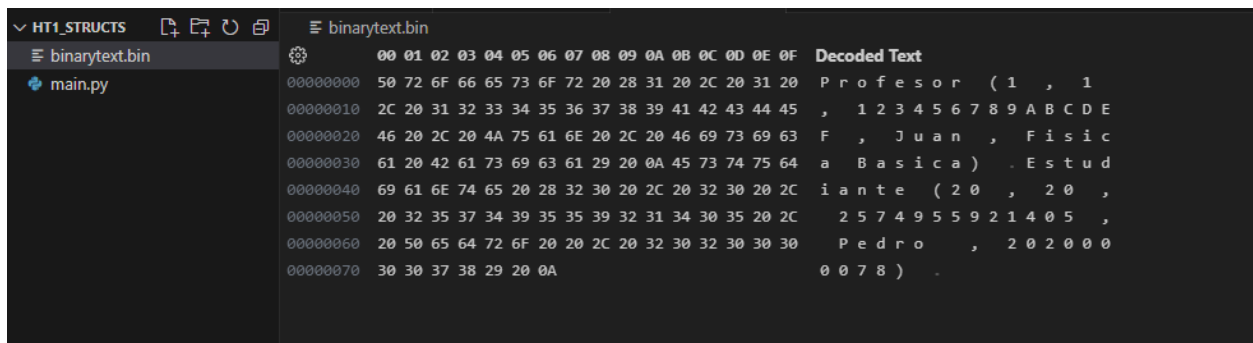 HT1_STRUCTS binarytext.bin
binarytext.bin 00 01 02 03 04 05 06 07 08 09 0A 0B 0C 0D 0E 0F Decoded Text
main.py 00000000 50 72 6F 66 65 73 6F 72 20 28 31 20 2C 20 31 20 P r o f e s o r ( 1 , 1
00000010 2C 20 31 32 33 34 35 36 37 38 39 41 42 43 44 45 , 1 2 3 4 5 6 7 8 9 A B C D E
00000020 46 20 2C 20 4A 75 61 6E 20 2C 20 46 69 73 69 63 F , J u a n , F i s i c
00000030 61 20 42 61 73 69 63 61 29 20 0A 45 73 74 75 64 a B a s i c a ) . E s t u d
00000040 69 61 6E 74 65 20 28 32 30 20 2C 20 32 30 20 2C i a n t e ( 2 0 , 2 0 ,
00000050 20 32 35 37 34 39 35 35 39 32 31 34 30 35 20 2C 2 5 7 4 9 5 5 9 2 1 4 0 5 ,
00000060 20 50 65 64 72 6F 20 20 2C 20 32 30 32 30 30 30 P e d r o , 2 0 2 0 0 0
00000070 30 30 37 38 29 20 0A 0 0 7 8 ) .